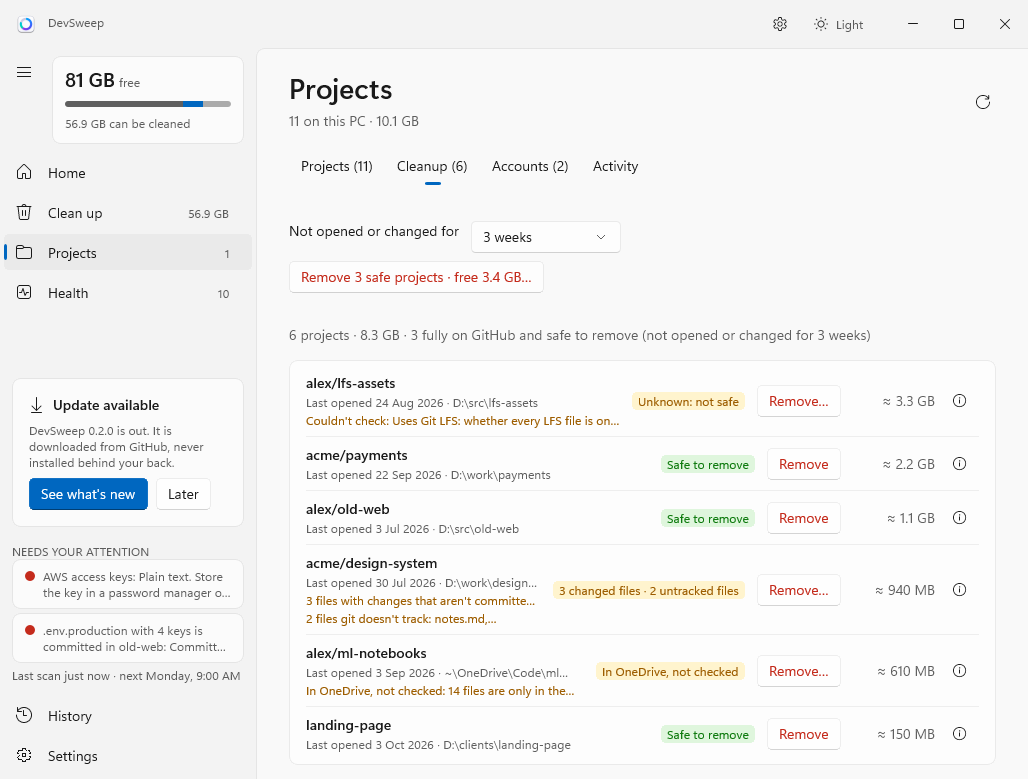 DevSweep
Light
81 GB free
56.9 GB can be cleaned
Home
Clean up 56.9 GB
Projects 1
Health 10
Update available
DevSweep 0.2.0 is out. It is
downloaded from GitHub, never
installed behind your back.
See what's new
Later
NEEDS YOUR ATTENTION
AWS access keys: Plain text. Store
the key in a password manager o...
.env.production with 4 keys is
committed in old-web: Committ...
Last scan just now · next Monday, 9:00 AM
History
Settings
Projects
11 on this PC · 10.1 GB
Projects (11) Cleanup (6) Accounts (2) Activity
Not opened or changed for 3 weeks
Remove 3 safe projects · free 3.4 GB...
6 projects · 8.3 GB · 3 fully on GitHub and safe to remove (not opened or changed for 3 weeks)
alex/lfs-assets
Last opened 24 Aug 2026 · D:\src\lfs-assets
Couldn't check: Uses Git LFS: whether every LFS file is on...
Unknown: not safe
Remove...
≈ 3.3 GB
acme/payments
Last opened 22 Sep 2026 · D:\work\payments
Safe to remove
Remove
≈ 2.2 GB
alex/old-web
Last opened 3 Jul 2026 · D:\src\old-web
Safe to remove
Remove
≈ 1.1 GB
acme/design-system
Last opened 30 Jul 2026 · D:\work\design...
3 files with changes that aren't committe...
2 files git doesn't track: notes.md,...
3 changed files · 2 untracked files
Remove...
≈ 940 MB
alex/ml-notebooks
Last opened 3 Sep 2026 · ~\OneDrive\Code\ml...
In OneDrive, not checked: 14 files are only in the...
In OneDrive, not checked
Remove...
≈ 610 MB
landing-page
Last opened 3 Oct 2026 · D:\clients\landing-page
Safe to remove
Remove
≈ 150 MB